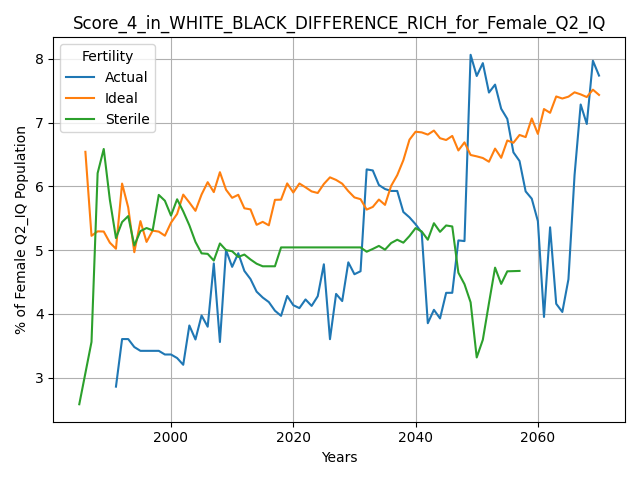 Score_4_in_WHITE_BLACK_DIFFERENCE_RICH_for_Female_Q2_IQ
Fertility
Actual
Ideal
Sterile
% of Female Q2_IQ Population
8
7
6
5
4
3
2000
2020
2040
2060
Years